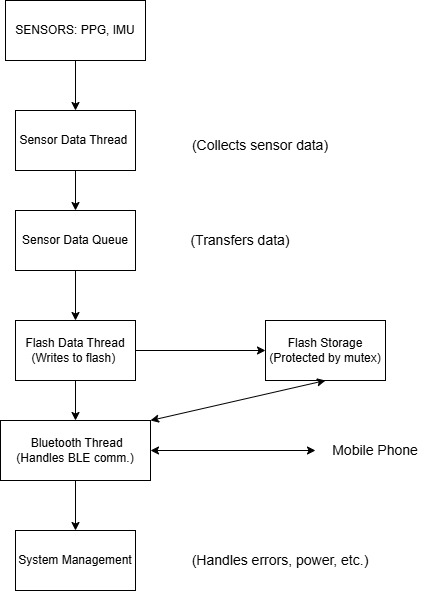 SENSORS: PPG, IMU
Sensor Data Thread
(Collects sensor data)
Sensor Data Queue
(Transfers data)
Flash Data Thread
(Writes to flash)
Flash Storage
(Protected by mutex)
Bluetooth Thread
(Handles BLE comm.)
Mobile Phone
System Management
(Handles errors, power, etc.)